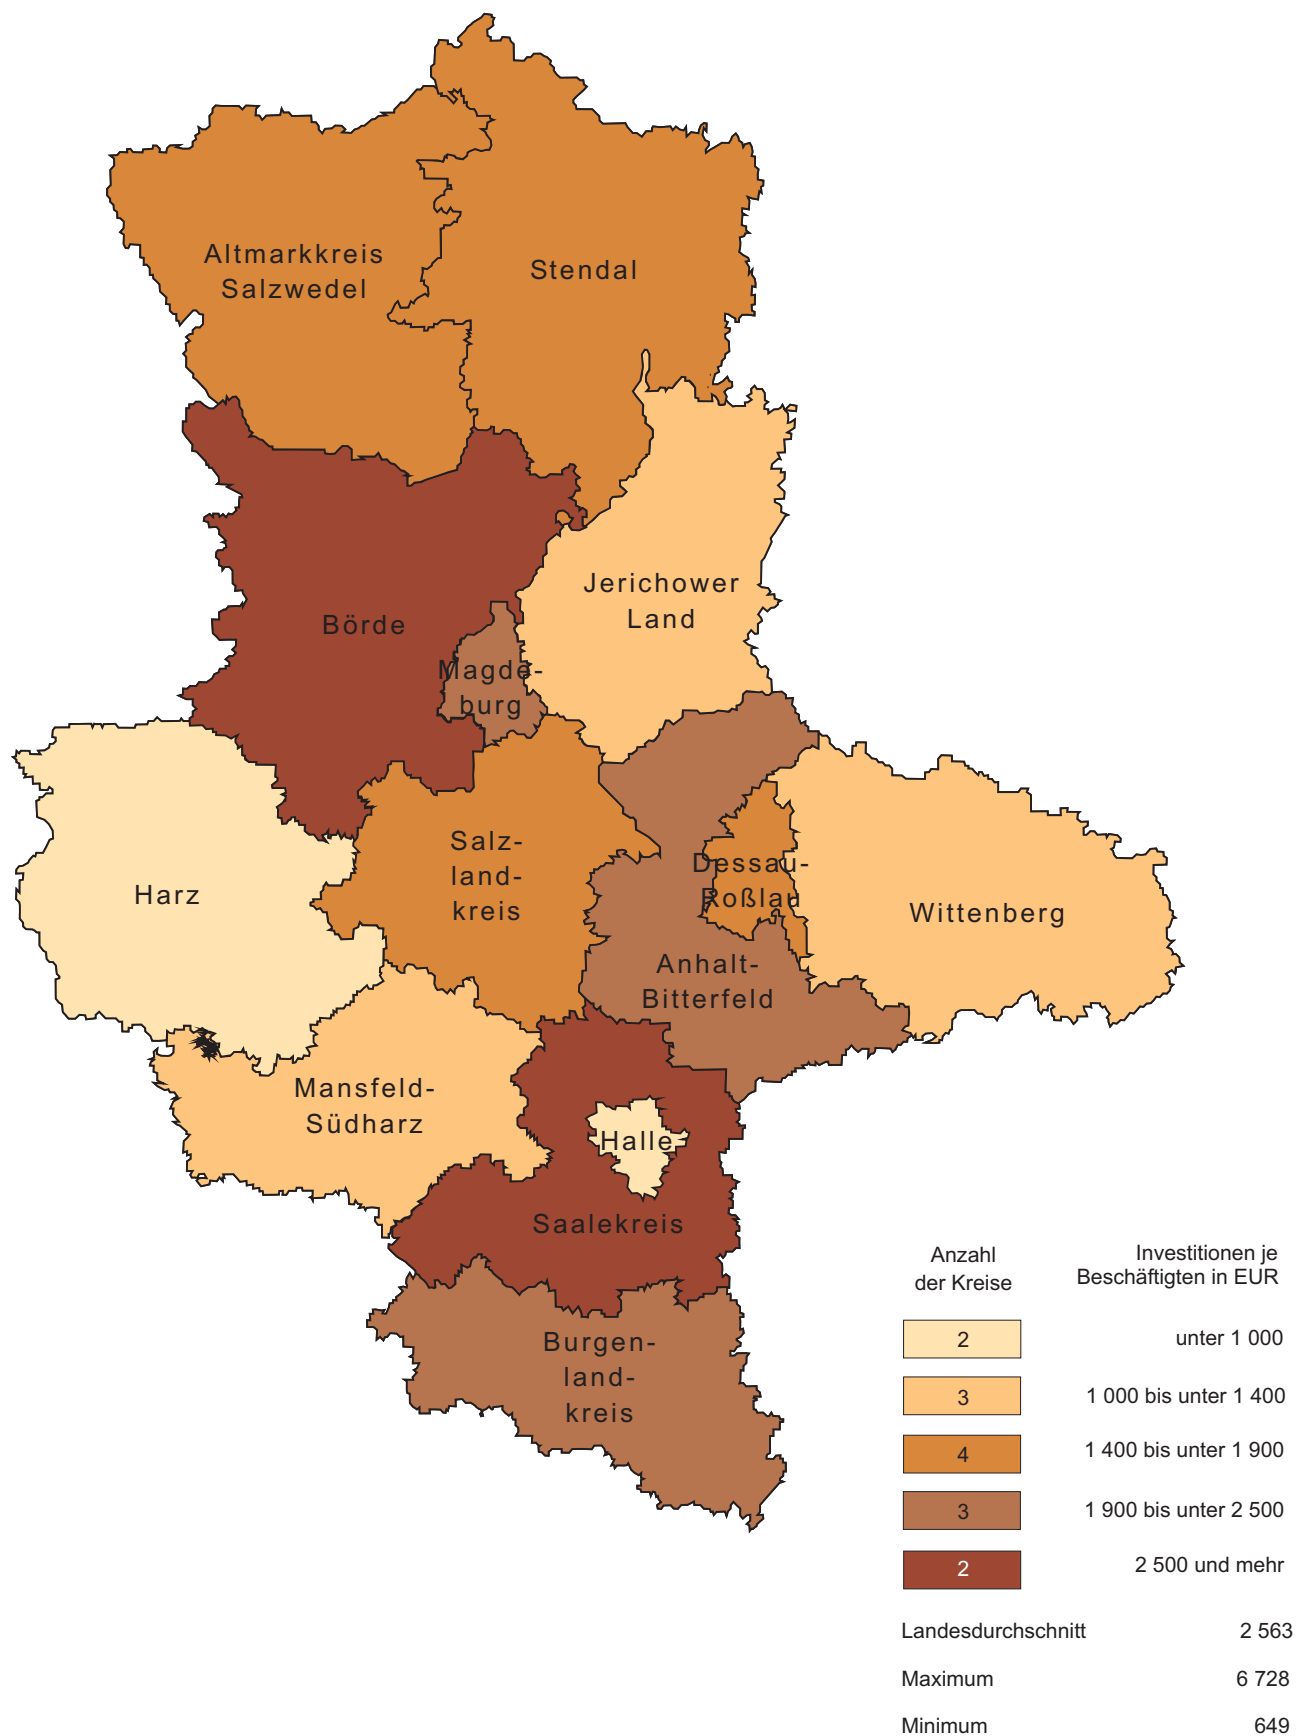 Altmarkkreis
Salzwedel
Stendal
Jerichower
Land
Börde
Magde-
burg
Salz-
land-
kreis
Dessau-
Roßlau
Harz
Wittenberg
Anhalt-
Bitterfeld
Mansfeld-
Südharz
Halle
Saalekreis
Burgen-
land-
kreis
Anzahl
der Kreise
Investitionen je
Beschäftigten in EUR
2 unter 1 000
3 1 000 bis unter 1 400
4 1 400 bis unter 1 900
3 1 900 bis unter 2 500
2 2 500 und mehr
Landesdurchschnitt 2 563
Maximum 6 728
Minimum 649